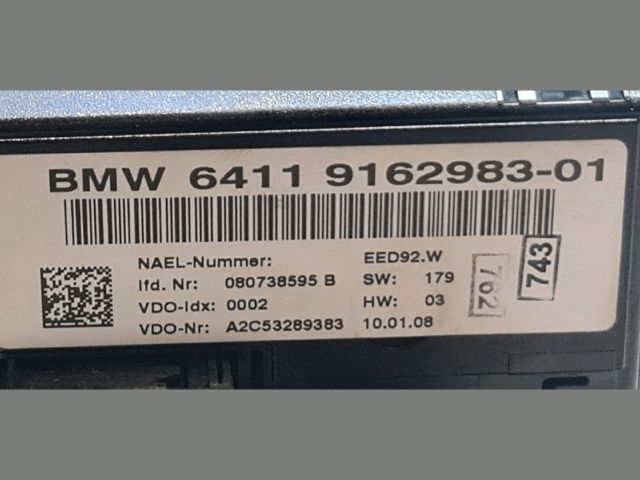 BMW 6411 9162983-01
NAEL-Nummer: EED92.W
lfd. Nr: 080738595 B SW: 179
VDO-Idx: 0002 HW: 03
VDO-Nr: A2C53289383 10.01.08
762
743